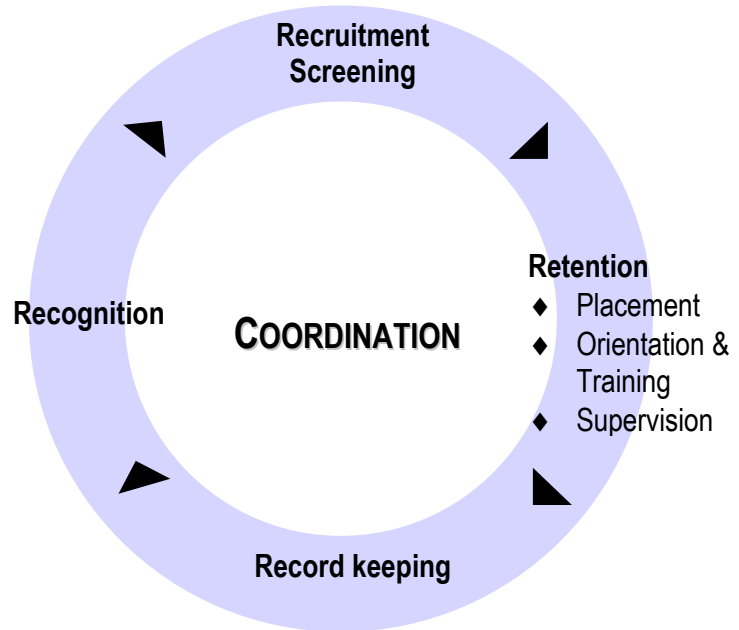 Recruitment
Screening
Retention
♦ Placement
♦ Orientation &
Training
♦ Supervision
Recognition
COORDINATION
Record keeping